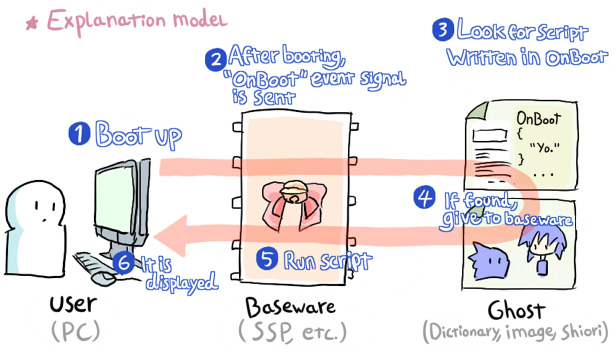 * Explanation model
1 Boot up
2 After booting,
"OnBoot" event signal
is sent
3 Look for script
written in OnBoot
OnBoot
{
"Yo."
}
....
4 If found,
give to baseware
5 Run script
6 It is
displayed
User
(PC)
Baseware
(SSP, etc.)
Ghost
(Dictionary, image, Shiori)